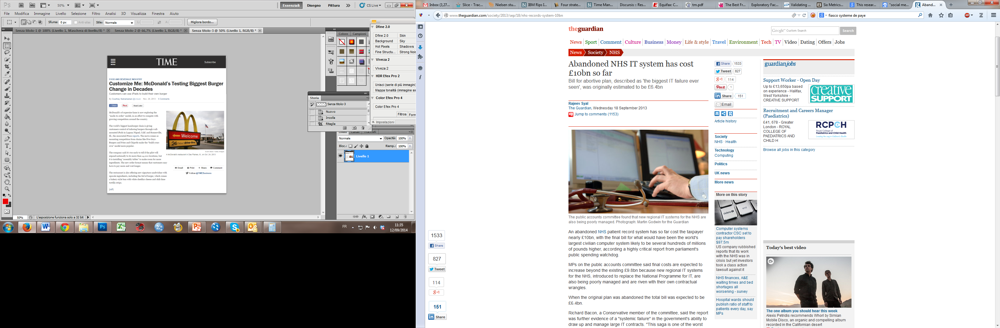 Ps Br Mb 50% Essenziali Disegno Pittura CS Live
File Modifica Immagine Livello Selezione Filtro Analisi 3D Visualizza Finestra Aiuto
Sfuma: 0 px Anti-alias Stile: Normale L: A: Migliora bordo...
Senza titolo-1 @ 100% (Livello 1, Maschera di livello/8) * Senza titolo-2 @ 66,7% (Livello 1, RGB/8) * Senza titolo-3 @ 50% (Livello 1, RGB/8) *
MENU TIME Subscribe
FOOD AND BEVERAGE INDUSTRY
Customize Me: McDonald's Testing Biggest Burger
Change in Decades
Customers can use iPads to build their own burger
By Courtney Subramanian @cmsub Nov. 20, 2013 5 Comments
Share Pin it Read Later
McDonald's of supersize fame is now exploring the
"made-to-order" model, in an effort to compete with
growing competition around the country.
The world's biggest hamburger chain is giving
customers control of tailoring burgers through wall-
mounted iPads in Laguna Niguel, Calif. and Romeoville,
Ill., the Associated Press reports. The move comes as
mounting competition from chains like Five Guys
Burgers and Fries and Chipotle make the "build-your-
own" model more popular.
The company said it's too early to tell if the pilot will
expand nationally to its more than 14,000 locations, but
it is installing "assembly tables" to make room for more
ingredients. The new order format means that customers may
have to pay more and wait longer.
The restaurant is also offering new signature sandwiches with
upscale ingredients, including the SoCal burger, which comes
a bakery-style bun with white cheddar cheese and chili-lime
tortilla strips.
[AP]
Welcome
24 hour drive-thru
Scott Olson / Getty Images
A McDonald's restaurant in Des Plaines, Ill., on Oct. 24, 2013
Email Print Share Comment
Follow @TIMEBusiness
Colore Campioni
Storia
Senza titolo-3
Nuovo
Incolla
Ritaglia
Dfine 2.0
Dfine 2.0 Skin
Background Sky
Hot Pixels Shadows
Fine Structu... Strong Nois
Viveza 2
Viveza 2
HDR Efex Pro 2
Unisci (serie di più immagini)
Mappa tonalità (immagine si
Color Efex Pro 4
Color Efex Pro 4
Filtros Form
Impostazioni
Livelli Canali Tracciati
Normale Opacità: 100%
Bloc.: Riemp.: 100%
Livello 1
50% L'esposizione funziona solo a 32 bit
FR 11:35
12/09/2014
Inbox (3,27... Slice - Trac... Nielsen stu... IBM Rips I... Four strate... Time Man... Discursis :: Res... Equifax: C... tm.pdf The Best Fr... Exploratory Fac... Validating ... Six Metrics... This resear... "social me... Aband...
www.theguardian.com/society/2013/sep/18/nhs-records-system-10bn fiasco systeme de paye
theguardian
Google Custom Search Search
News Sport Comment Culture Business Money Life & style Travel Environment Tech TV Video Dating Offers Jobs
News Society NHS
Abandoned NHS IT system has cost
£10bn so far
Bill for abortive plan, described as 'the biggest IT failure ever
seen', was originally estimated to be £6.4bn
Rajeev Syal
The Guardian, Wednesday 18 September 2013
Jump to comments (1153)
The public accounts committee found that new regional IT systems for the NHS are
also being poorly managed. Photograph: Martin Godwin for the Guardian
An abandoned NHS patient record system has so far cost the taxpayer
nearly £10bn, with the final bill for what would have been the world's
largest civilian computer system likely to be several hundreds of millions
of pounds higher, according a highly critical report from parliament's
public spending watchdog.
MPs on the public accounts committee said final costs are expected to
increase beyond the existing £9.8bn because new regional IT systems
for the NHS, introduced to replace the National Programme for IT, are
also being poorly managed and are riven with their own contractual
wrangles.
When the original plan was abandoned the total bill was expected to be
£6.4bn.
Richard Bacon, a Conservative member of the committee, said the report
was further evidence of a "systemic failure" in the government's ability to
draw up and manage large IT contracts. "This saga is one of the worst
1533
Share
827
Tweet
114
g+1
151
in Share
Share 1533
Tweet 827
g+1 114
Pin it 1
in Share 151
Email
Article history
Society
NHS · Health
Technology
Computing
Politics
UK news
More news
More on this story
delete end
Computer systems
contractor CSC set to
pay shareholders
$97.5m
US company rubbished
reports that its work
with the NHS was in
crisis but yet investors
took a class action
lawsuit against it
NHS finances, A&E
waiting times and bed
shortages all
worsening - survey
Hospital wards should
publish ratio of staff to
patients every day, say
MPs
guardianjobs
Support Worker - Open Day
Up to £13,650pa based
on experience - Halifax,
West Yorkshire -
CREATIVE SUPPORT
creative
SUPPORT
Recruitment and Careers Manager
(Paediatrics)
£41, 678 - Greater
London - ROYAL
COLLEGE OF
PAEDIATRICS AND
CHILD H
RCPCH
Royal College of
Paediatrics and Child Health
Leading the way in Children's Health
Browse all jobs in this category
Today's best video
The one album you should hear this week
Alexis Petridis recommends Whorl by Simian
Mobile Disco, an organic and compelling album
recorded in the Californian desert